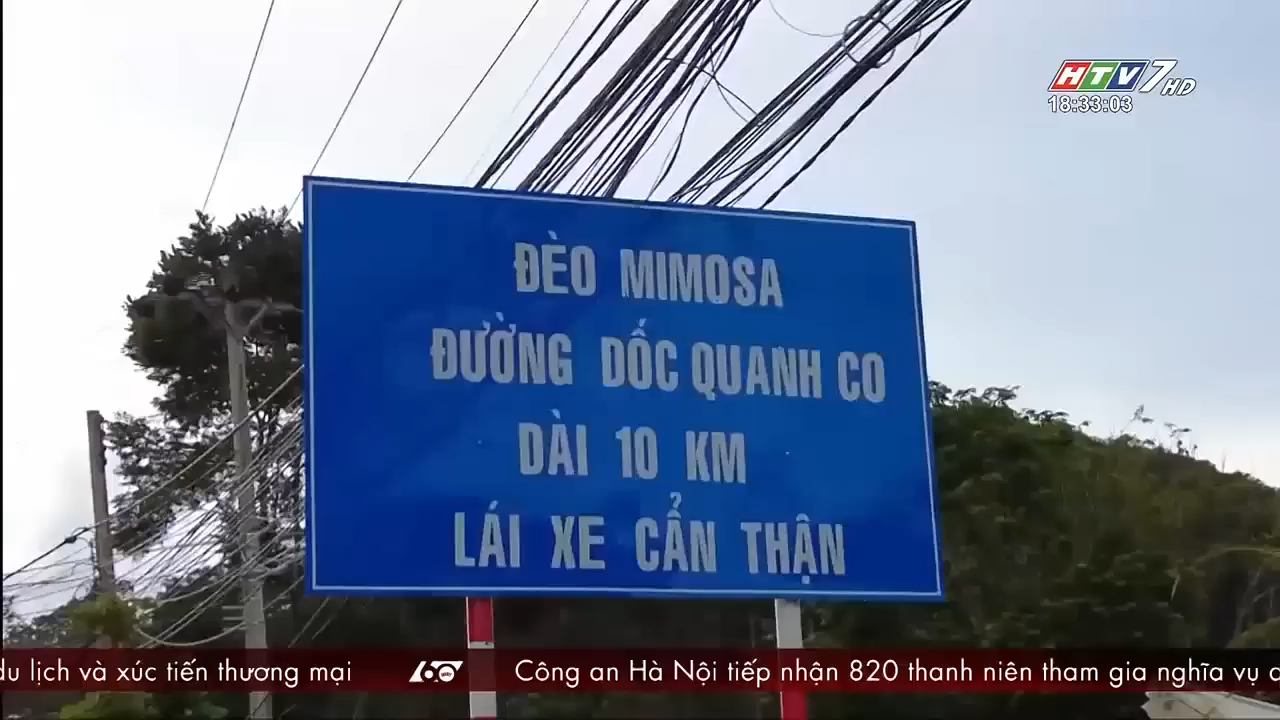 HTV7 HD
18:33:03
ĐÈO MIMOSA
ĐƯỜNG DỐC QUANH CO
DÀI 10 KM
LÁI XE CẨN THẬN
du lịch và xúc tiến thương mại 60 Công an Hà Nội tiếp nhận 820 thanh niên tham gia nghĩa vụ